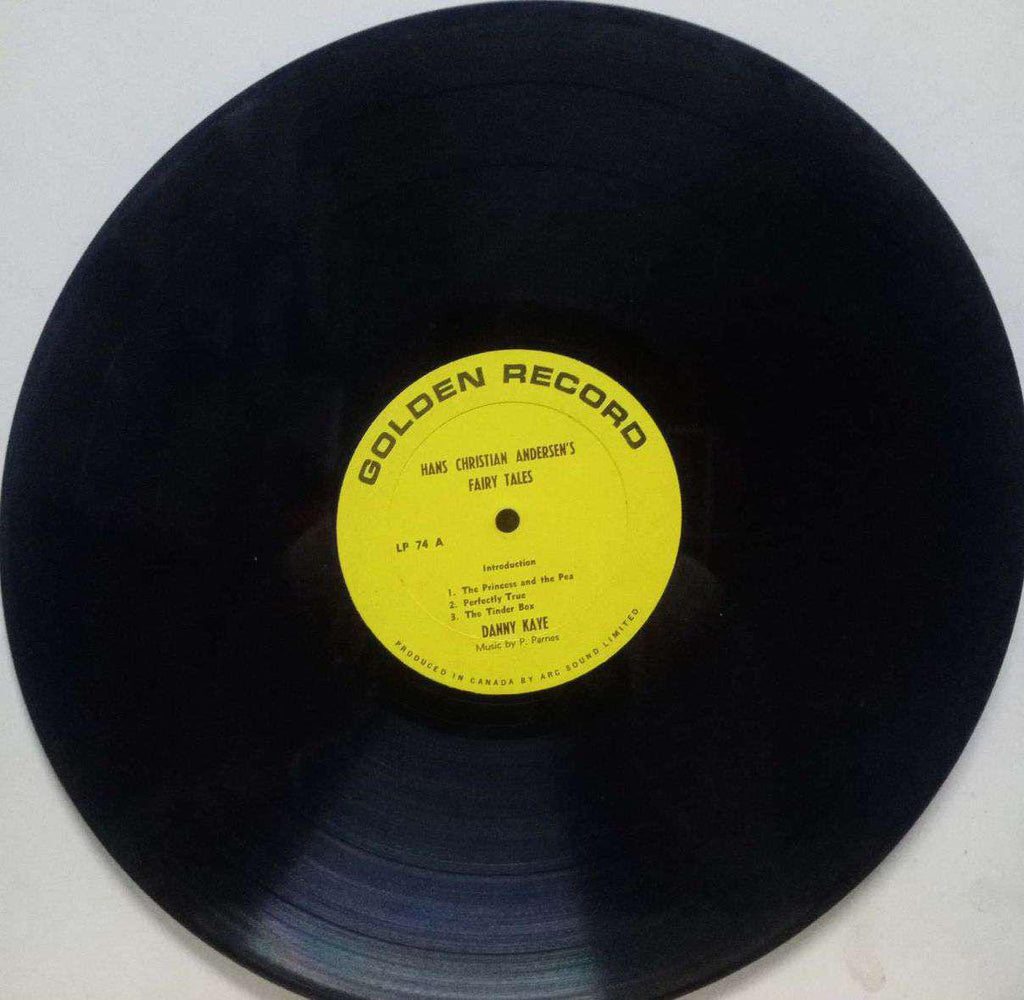 GOLDEN RECORD
HANS CHRISTIAN ANDERSEN'S
FAIRY TALES
LP 74 A
Introduction
1. The Princess and the Pea
2. Perfectly True
3. The Tinder Box
DANNY KAYE
Music by P. Parnes
PRODUCED IN CANADA BY ARC SOUND LIMITED